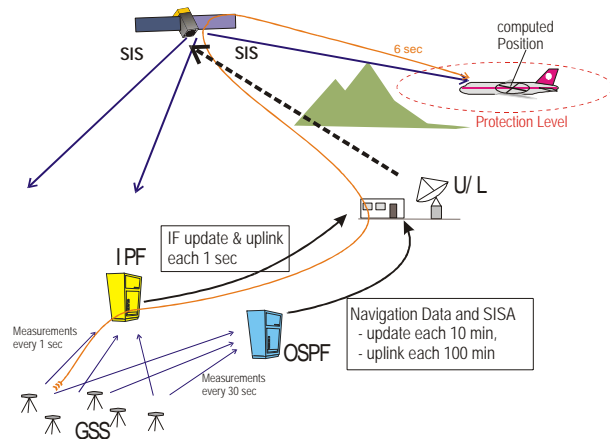 computed
Position
SIS
SIS
6 sec
Protection Level
U/ L
IF update & uplink
each 1 sec
I PF
Navigation Data and SISA
- update each 10 min,
- uplink each 100 min
Measurements
every 1 sec
OSPF
Measurements
every 30 sec
GSS